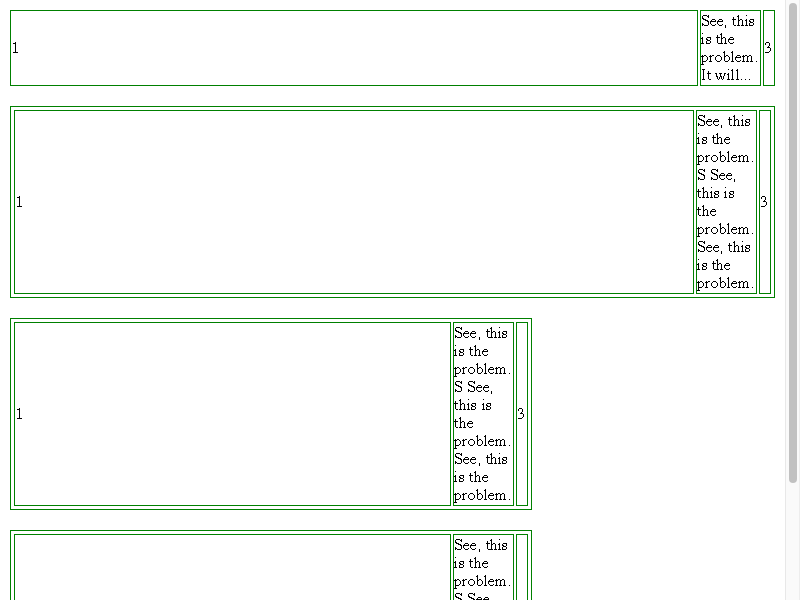 1
See, this
is the
problem.
It will...
3
1
See, this
is the
problem.
S See,
this is
the
problem.
See, this
is the
problem.
3
1
See, this
is the
problem.
S See,
this is
the
problem.
See, this
is the
problem.
3
See, this
is the
problem.
S See,